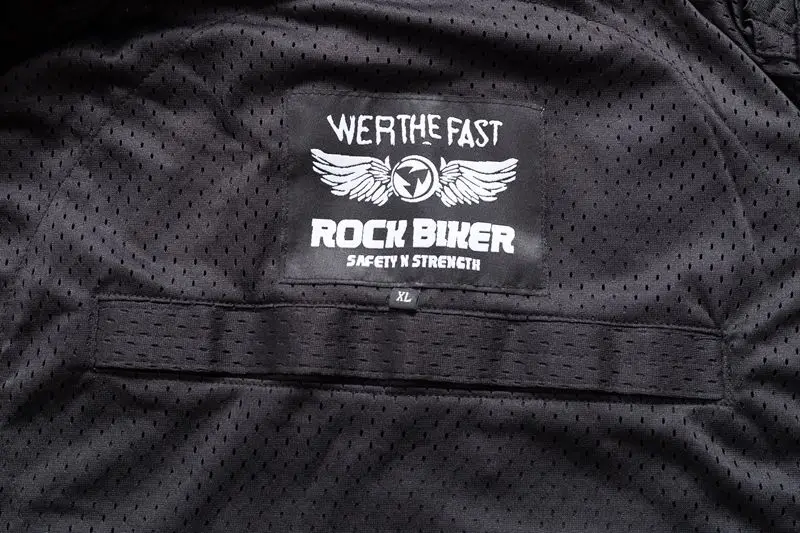 WERTHE FAST
ROCK BIKER
SAFETY N STRENGTH
XL